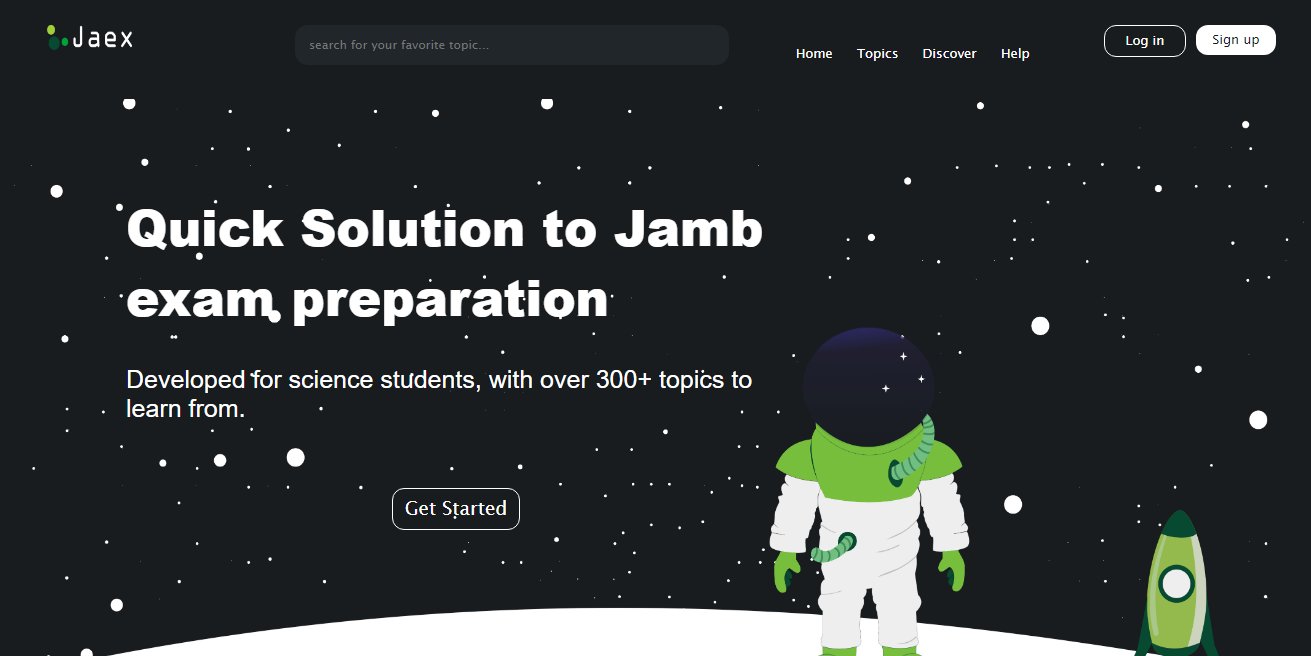 Jaex
search for your favorite topic...
Home Topics Discover Help
Log in
Sign up
Quick Solution to Jamb
exam preparation
Developed for science students, with over 300+ topics to
learn from.
Get Started